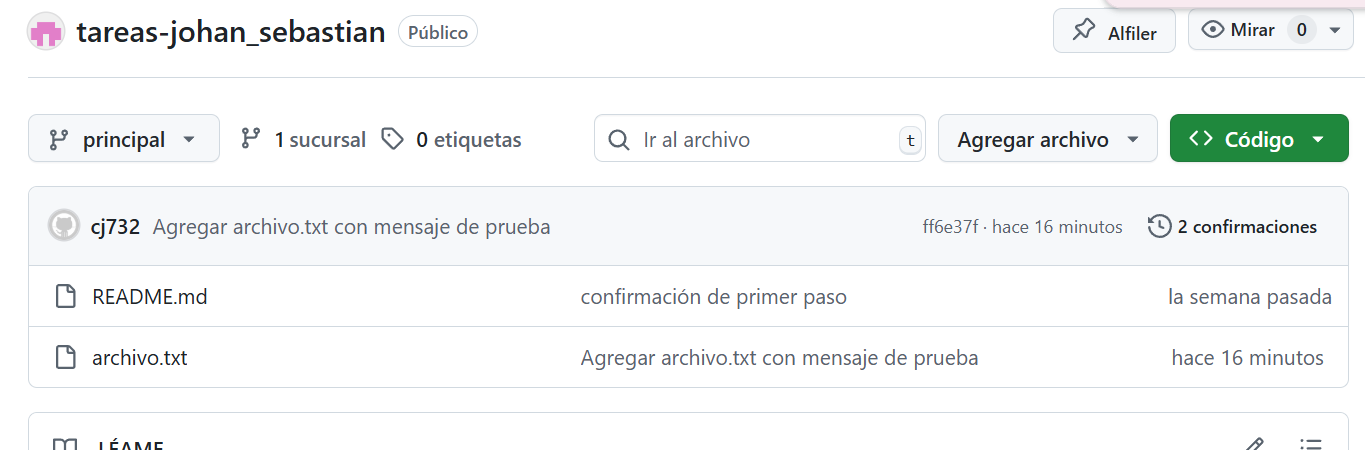 tareas-johan_sebastian Público Alfiler Mirar 0
principal 1 sucursal 0 etiquetas Ir al archivo t Agregar archivo Código
cj732 Agregar archivo.txt con mensaje de prueba ff6e37f · hace 16 minutos 2 confirmaciones
README.md confirmación de primer paso la semana pasada
archivo.txt Agregar archivo.txt con mensaje de prueba hace 16 minutos
LÉAME